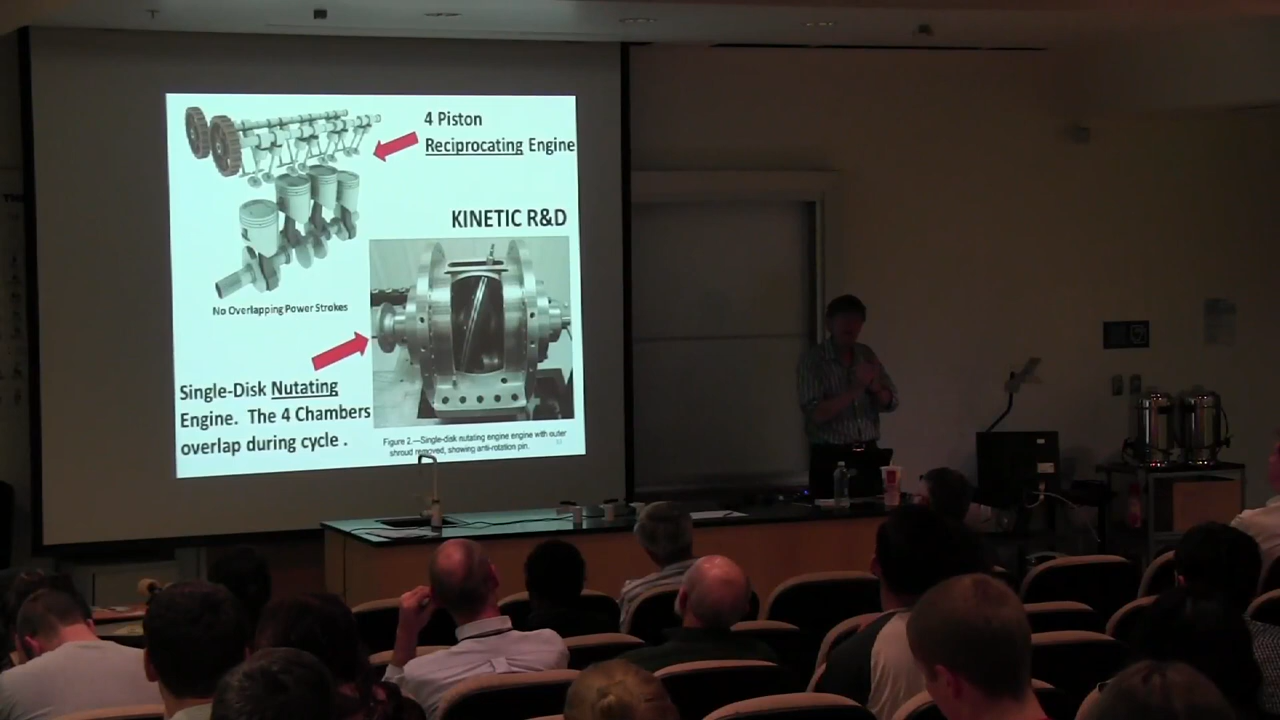 4 Piston
Reciprocating Engine
KINETIC R&D
No Overlapping Power Strokes
Single-Disk Nutating
Engine. The 4 Chambers
overlap during cycle .
Figure 2.—Single-disk nutating engine engine with outer
shroud removed, showing anti-rotation pin.